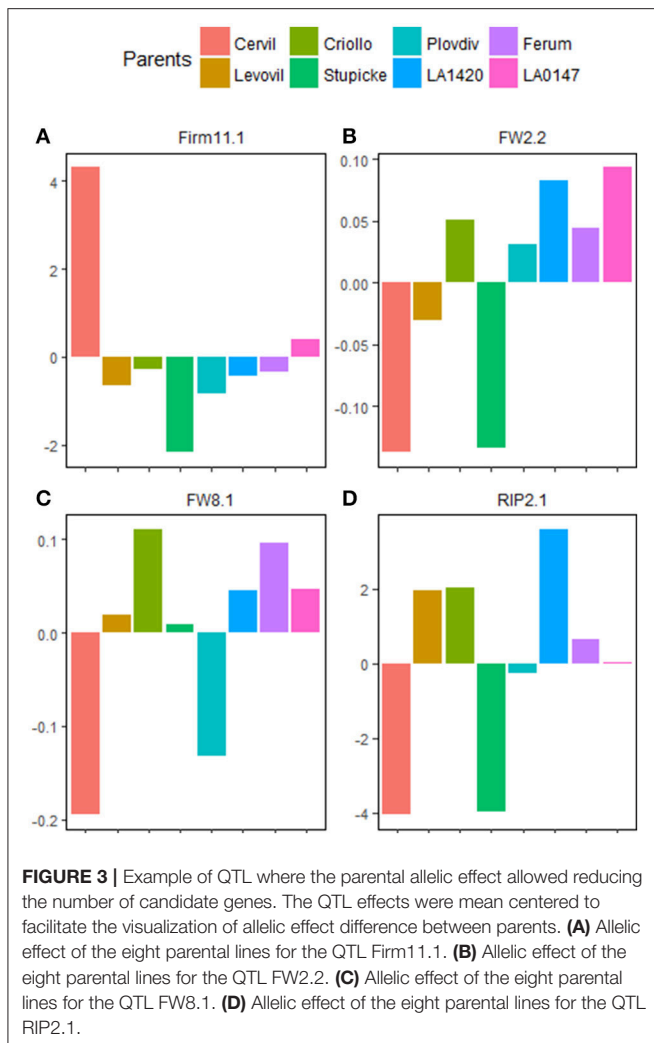 Parents
Cervil Criollo Plovdiv Ferum
Levovil Stupicke LA1420 LA0147
A Firm11.1
4
2
0
-2
B FW2.2
0.10
0.05
0.00
-0.05
-0.10
C FW8.1
0.1
0.0
-0.1
-0.2
D RIP2.1
2
0
-2
-4
FIGURE 3 | Example of QTL where the parental allelic effect allowed reducing
the number of candidate genes. The QTL effects were mean centered to
facilitate the visualization of allelic effect difference between parents. (A) Allelic
effect of the eight parental lines for the QTL Firm11.1. (B) Allelic effect of the
eight parental lines for the QTL FW2.2. (C) Allelic effect of the eight parental
lines for the QTL FW8.1. (D) Allelic effect of the eight parental lines for the QTL
RIP2.1.